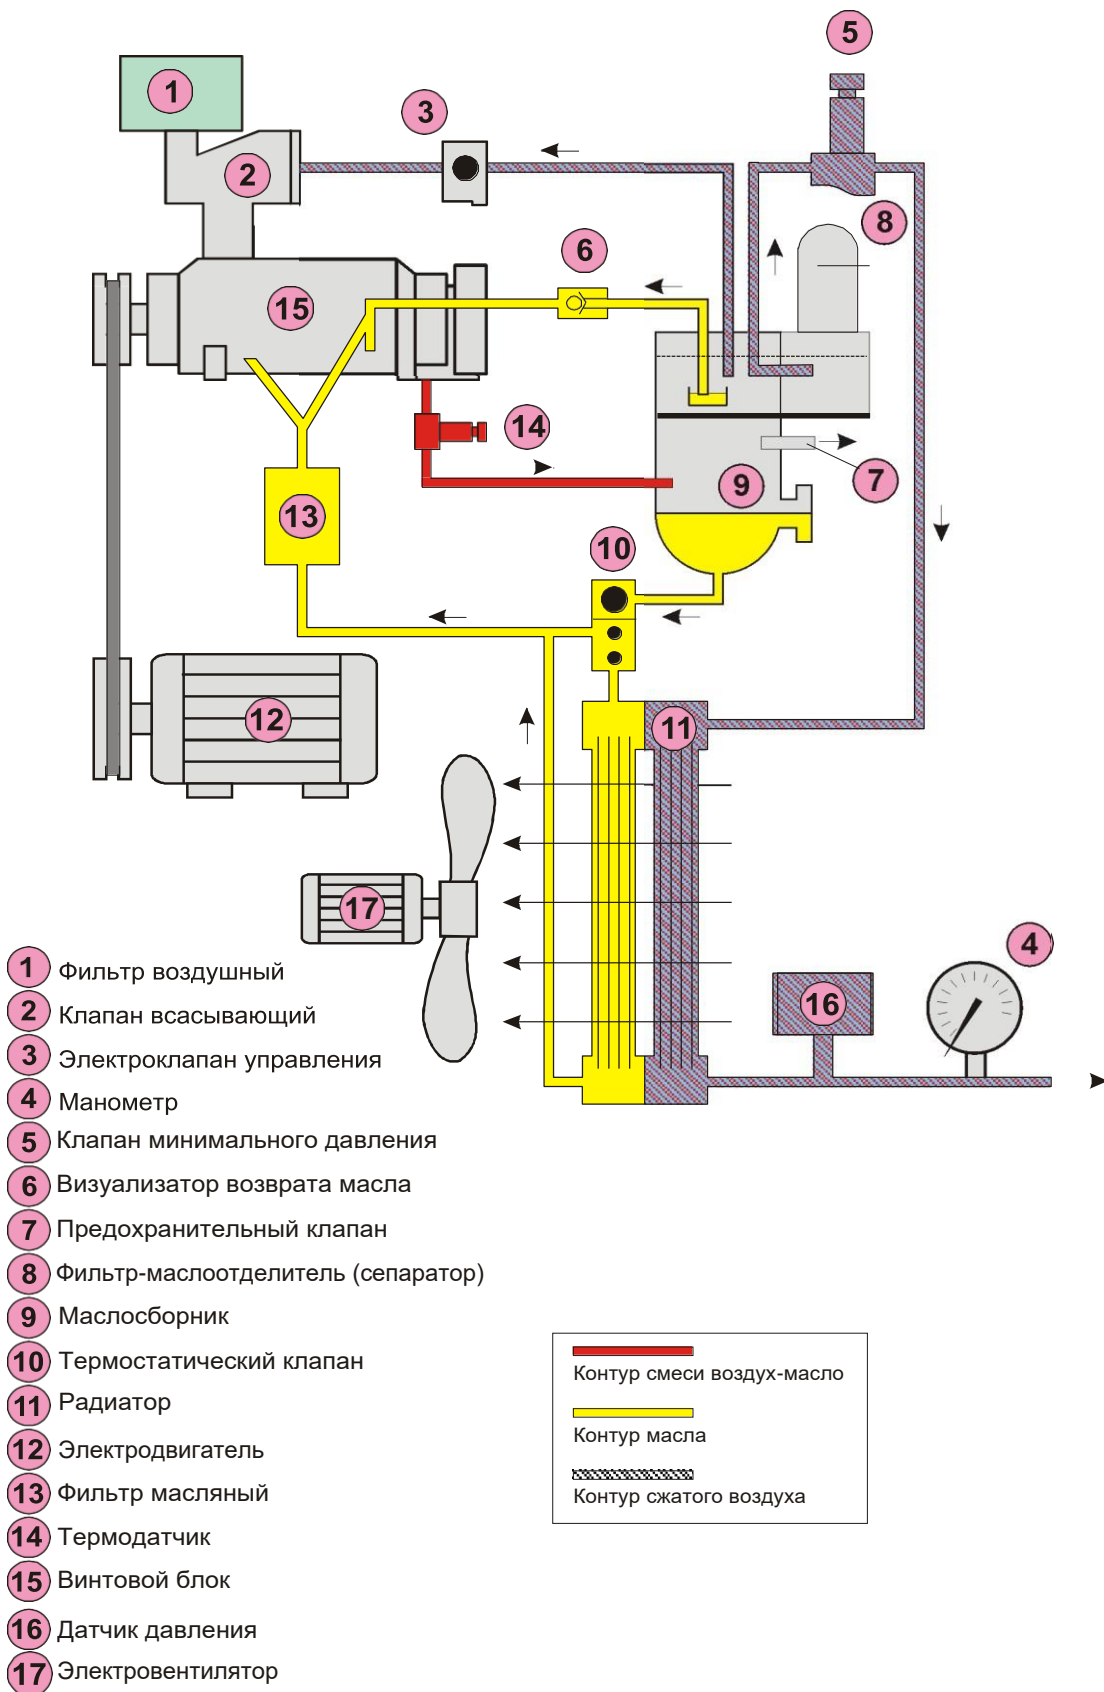 5
1
3
2
8
6
15
14
7
9
13
10
12
11
17
4
16
1 Фильтр воздушный
2 Клапан всасывающий
3 Электроклапан управления
4 Манометр
5 Клапан минимального давления
6 Визуализатор возврата масла
7 Предохранительный клапан
8 Фильтр-маслоотделитель (сепаратор)
9 Маслосборник
10 Термостатический клапан
11 Радиатор
12 Электродвигатель
13 Фильтр масляный
14 Термодатчик
15 Винтовой блок
16 Датчик давления
17 Электровентилятор
Контур смеси воздух-масло
Контур масла
Контур сжатого воздуха